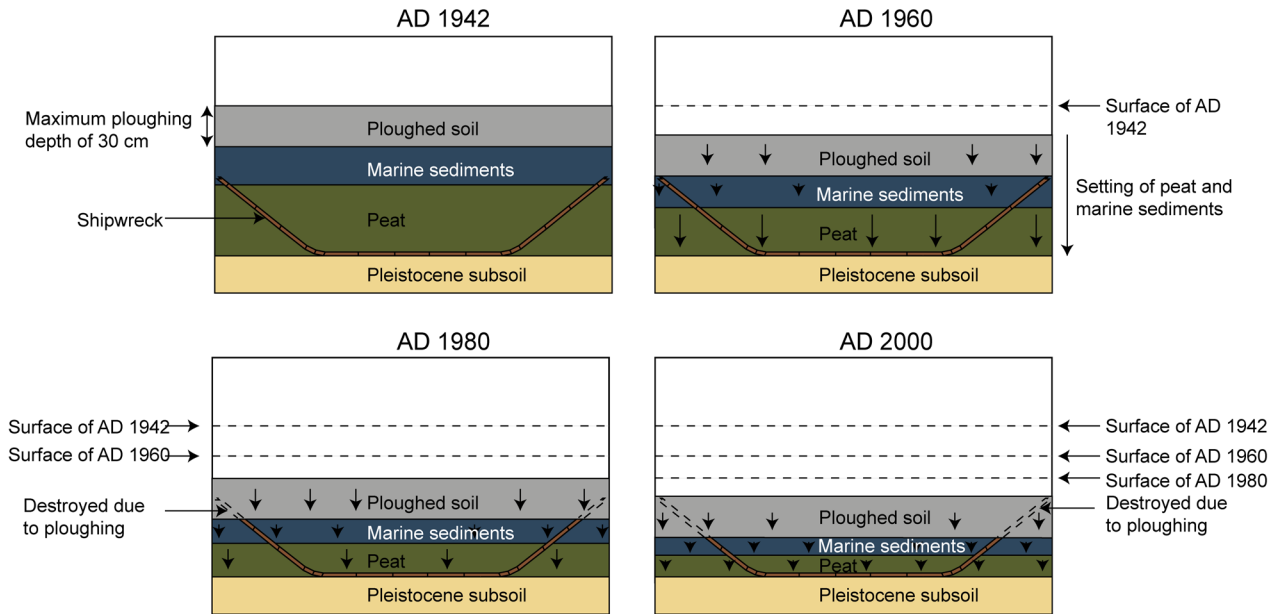 AD 1942
Maximum ploughing
depth of 30 cm
Ploughed soil
Marine sediments
Shipwreck
Peat
Pleistocene subsoil
AD 1960
Surface of AD
1942
Ploughed soil
Marine sediments
Setting of peat and
marine sediments
Peat
Pleistocene subsoil
AD 1980
Surface of AD 1942
Surface of AD 1960
Destroyed due
to ploughing
Ploughed soil
Marine sediments
Peat
Pleistocene subsoil
AD 2000
Surface of AD 1942
Surface of AD 1960
Surface of AD 1980
Destroyed due
to ploughing
Ploughed soil
Marine sediments
Peat
Pleistocene subsoil